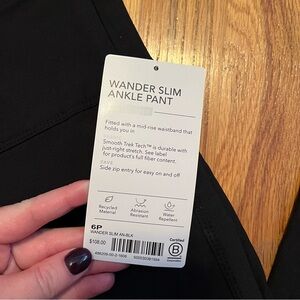 WANDER SLIM
ANKLE PANT
Fitted with a mid-rise waistband that
holds you in
Smooth Trek Tech™ is durable with
just-right stretch. See label
for product's full fiber content.
Side zip entry for easy on and off
Recycled
Material
Abrasion
Resistant
Water
Repellent
6P
WANDER SLIM AN-BLK
$108.00
Certified
B